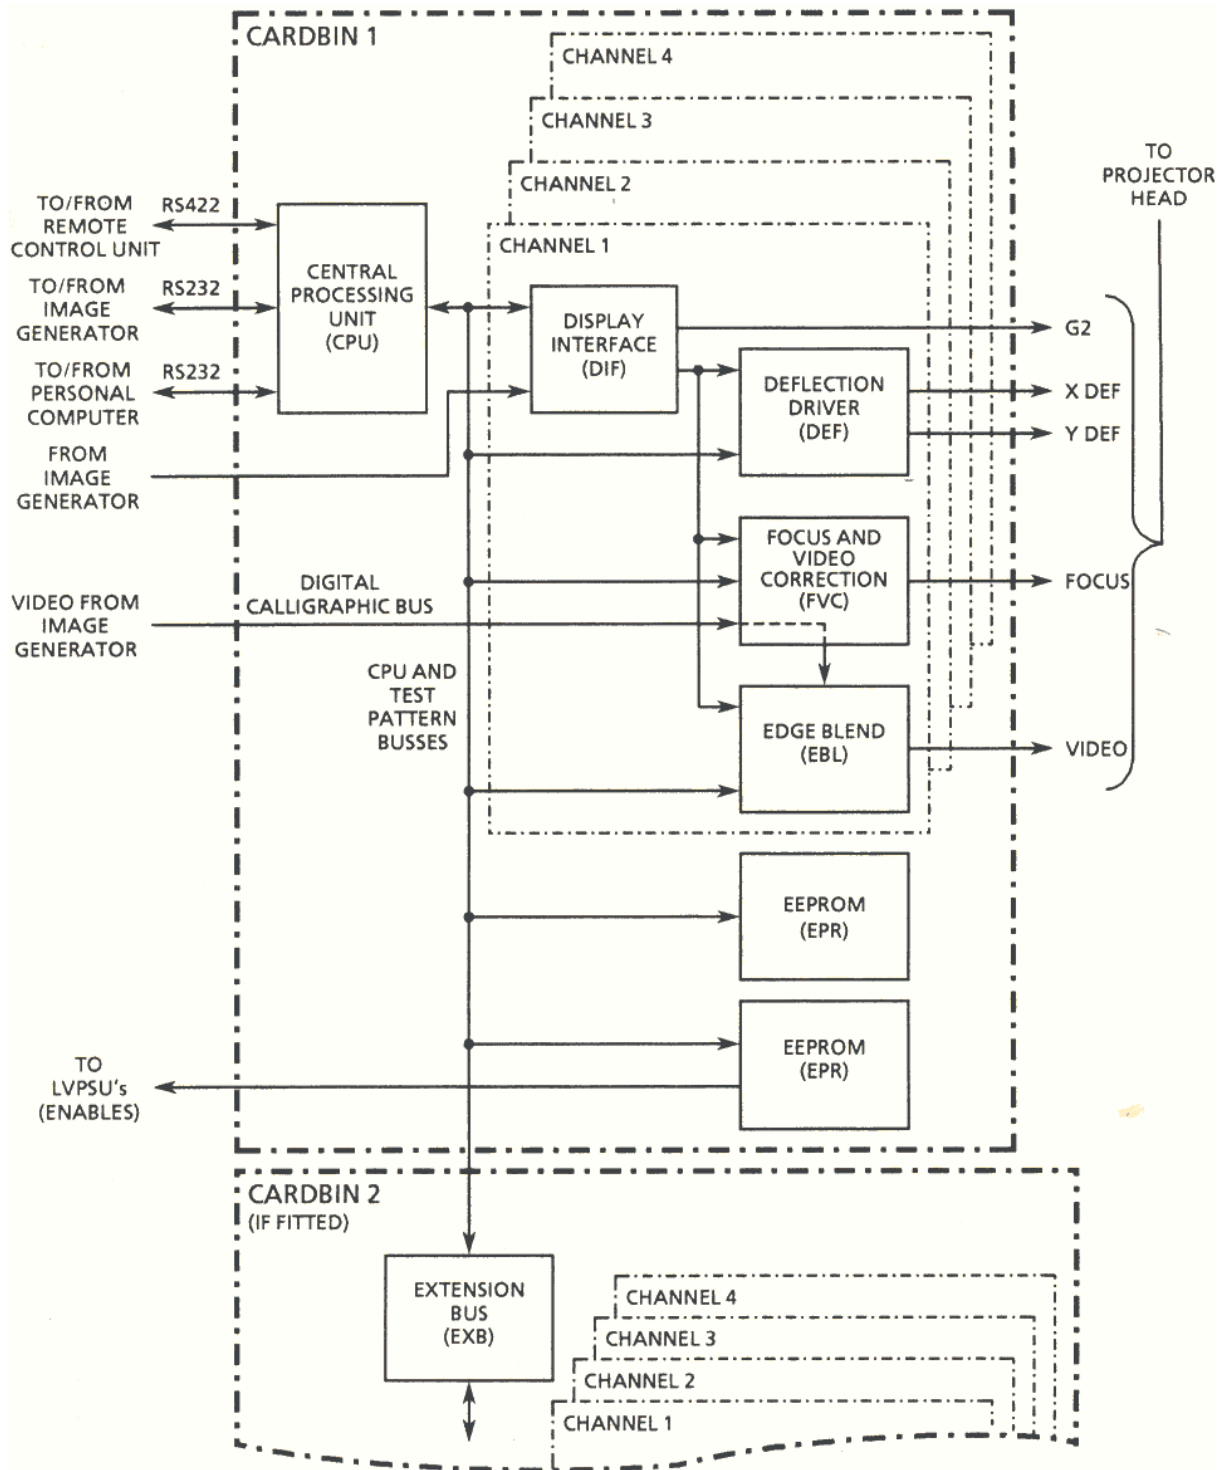 CARDBIN 1
CHANNEL 4
CHANNEL 3
CHANNEL 2
CHANNEL 1
TO
PROJECTOR
HEAD
TO/FROM
REMOTE
CONTROL UNIT
RS422
TO/FROM
IMAGE
GENERATOR
RS232
TO/FROM
PERSONAL
COMPUTER
RS232
FROM
IMAGE
GENERATOR
CENTRAL
PROCESSING
UNIT
(CPU)
DISPLAY
INTERFACE
(DIF)
G2
DEFLECTION
DRIVER
(DEF)
X DEF
Y DEF
FOCUS AND
VIDEO
CORRECTION
(FVC)
FOCUS
VIDEO FROM
IMAGE
GENERATOR
DIGITAL
CALLIGRAPHIC BUS
CPU AND
TEST
PATTERN
BUSSES
EDGE BLEND
(EBL)
VIDEO
EEPROM
(EPR)
EEPROM
(EPR)
TO
LVPSU's
(ENABLES)
CARDBIN 2
(IF FITTED)
EXTENSION
BUS
(EXB)
CHANNEL 4
CHANNEL 3
CHANNEL 2
CHANNEL 1